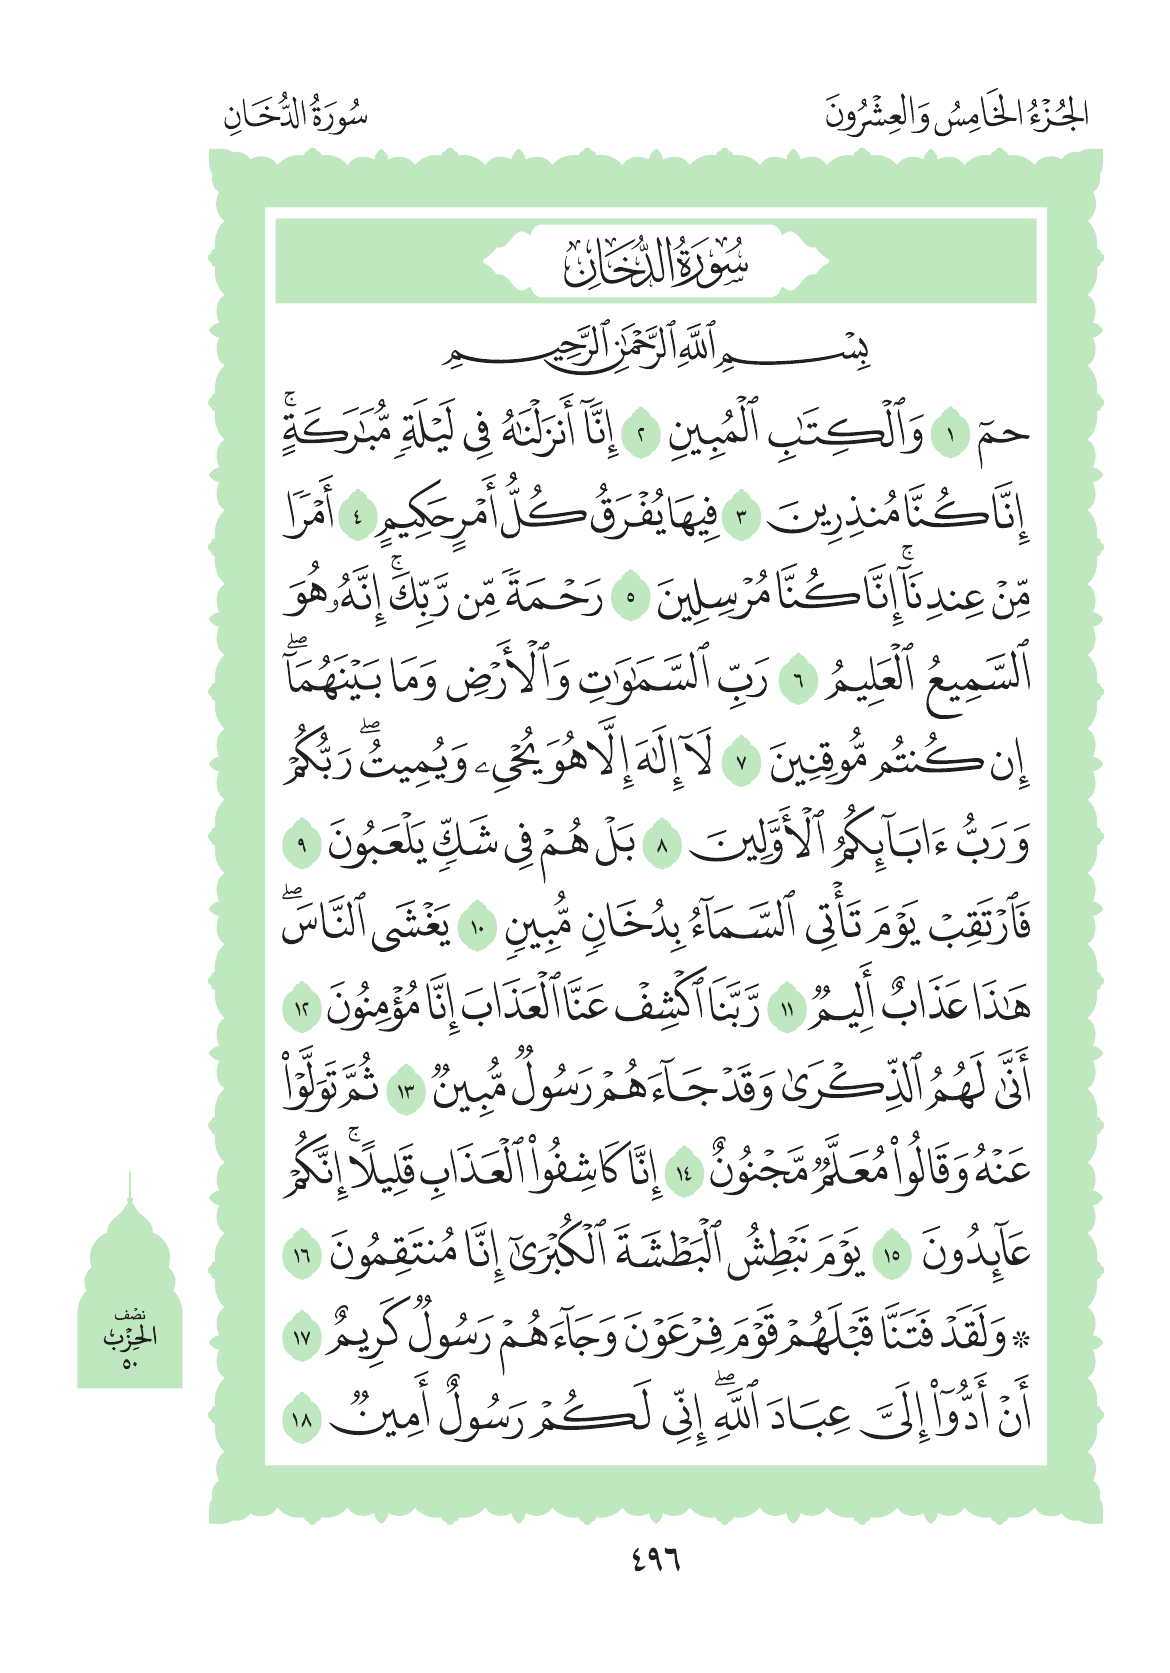 الجُزْءُ الخَامِسُ وَالعِشْرُونَ
سُورَةُ الدُّخَانِ
سُورَةُ الدُّخَانِ
بِسْمِ ٱللَّهِ ٱلرَّحْمَٰنِ ٱلرَّحِيمِ
حمٓ ١ وَٱلْكِتَٰبِ ٱلْمُبِينِ ٢ إِنَّآ أَنزَلْنَٰهُ فِى لَيْلَةٍ مُّبَٰرَكَةٍ ۚ
إِنَّا كُنَّا مُنذِرِينَ ٣ فِيهَا يُفْرَقُ كُلُّ أَمْرٍ حَكِيمٍ ٤ أَمْرًا
مِّنْ عِندِنَآ ۚ إِنَّا كُنَّا مُرْسِلِينَ ٥ رَحْمَةً مِّن رَّبِّكَ ۚ إِنَّهُۥ هُوَ
ٱلسَّمِيعُ ٱلْعَلِيمُ ٦ رَبِّ ٱلسَّمَٰوَٰتِ وَٱلْأَرْضِ وَمَا بَيْنَهُمَآ ۖ
إِن كُنتُم مُّوقِنِينَ ٧ لَآ إِلَٰهَ إِلَّا هُوَ يُحْىِۦ وَيُمِيتُ ۖ رَبُّكُمْ
وَرَبُّ ءَابَآئِكُمُ ٱلْأَوَّلِينَ ٨ بَلْ هُمْ فِى شَكٍّ يَلْعَبُونَ ٩
فَٱرْتَقِبْ يَوْمَ تَأْتِى ٱلسَّمَآءُ بِدُخَانٍ مُّبِينٍ ١٠ يَغْشَى ٱلنَّاسَ ۖ
هَٰذَا عَذَابٌ أَلِيمٌ ١١ رَّبَّنَا ٱكْشِفْ عَنَّا ٱلْعَذَابَ إِنَّا مُؤْمِنُونَ ١٢
أَنَّىٰ لَهُمُ ٱلذِّكْرَىٰ وَقَدْ جَآءَهُمْ رَسُولٌ مُّبِينٌ ١٣ ثُمَّ تَوَلَّوْا۟
عَنْهُ وَقَالُوا۟ مُعَلَّمٌ مَّجْنُونٌ ١٤ إِنَّا كَاشِفُوا۟ ٱلْعَذَابِ قَلِيلًا ۚ إِنَّكُمْ
عَآئِدُونَ ١٥ يَوْمَ نَبْطِشُ ٱلْبَطْشَةَ ٱلْكُبْرَىٰٓ إِنَّا مُنتَقِمُونَ ١٦
۞ وَلَقَدْ فَتَنَّا قَبْلَهُمْ قَوْمَ فِرْعَوْنَ وَجَآءَهُمْ رَسُولٌ كَرِيمٌ ١٧
أَنْ أَدُّوٓا۟ إِلَىَّ عِبَادَ ٱللَّهِ ۖ إِنِّى لَكُمْ رَسُولٌ أَمِينٌ ١٨
نِصْف
الحِزْب
٥٠
٤٩٦